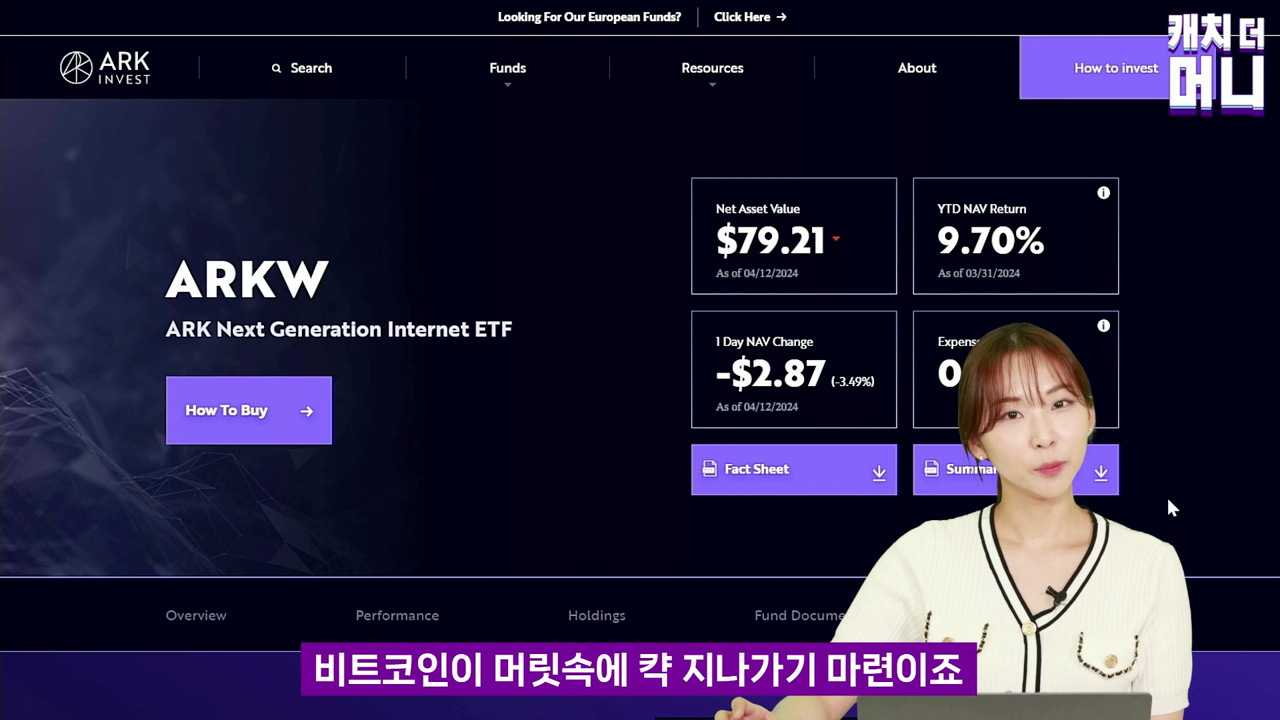 Looking For Our European Funds?
Click Here →
캐치 더
머니
ARK
INVEST
Search
Funds
Resources
About
How to invest
ARKW
ARK Next Generation Internet ETF
How To Buy →
Net Asset Value
$79.21
As of 04/12/2024
YTD NAV Return
9.70%
As of 03/31/2024
1 Day NAV Change
-$2.87 (-3.49%)
As of 04/12/2024
Fact Sheet
Overview
Performance
Holdings
Fund
비트코인이 머릿속에 캭 지나가기 마련이죠